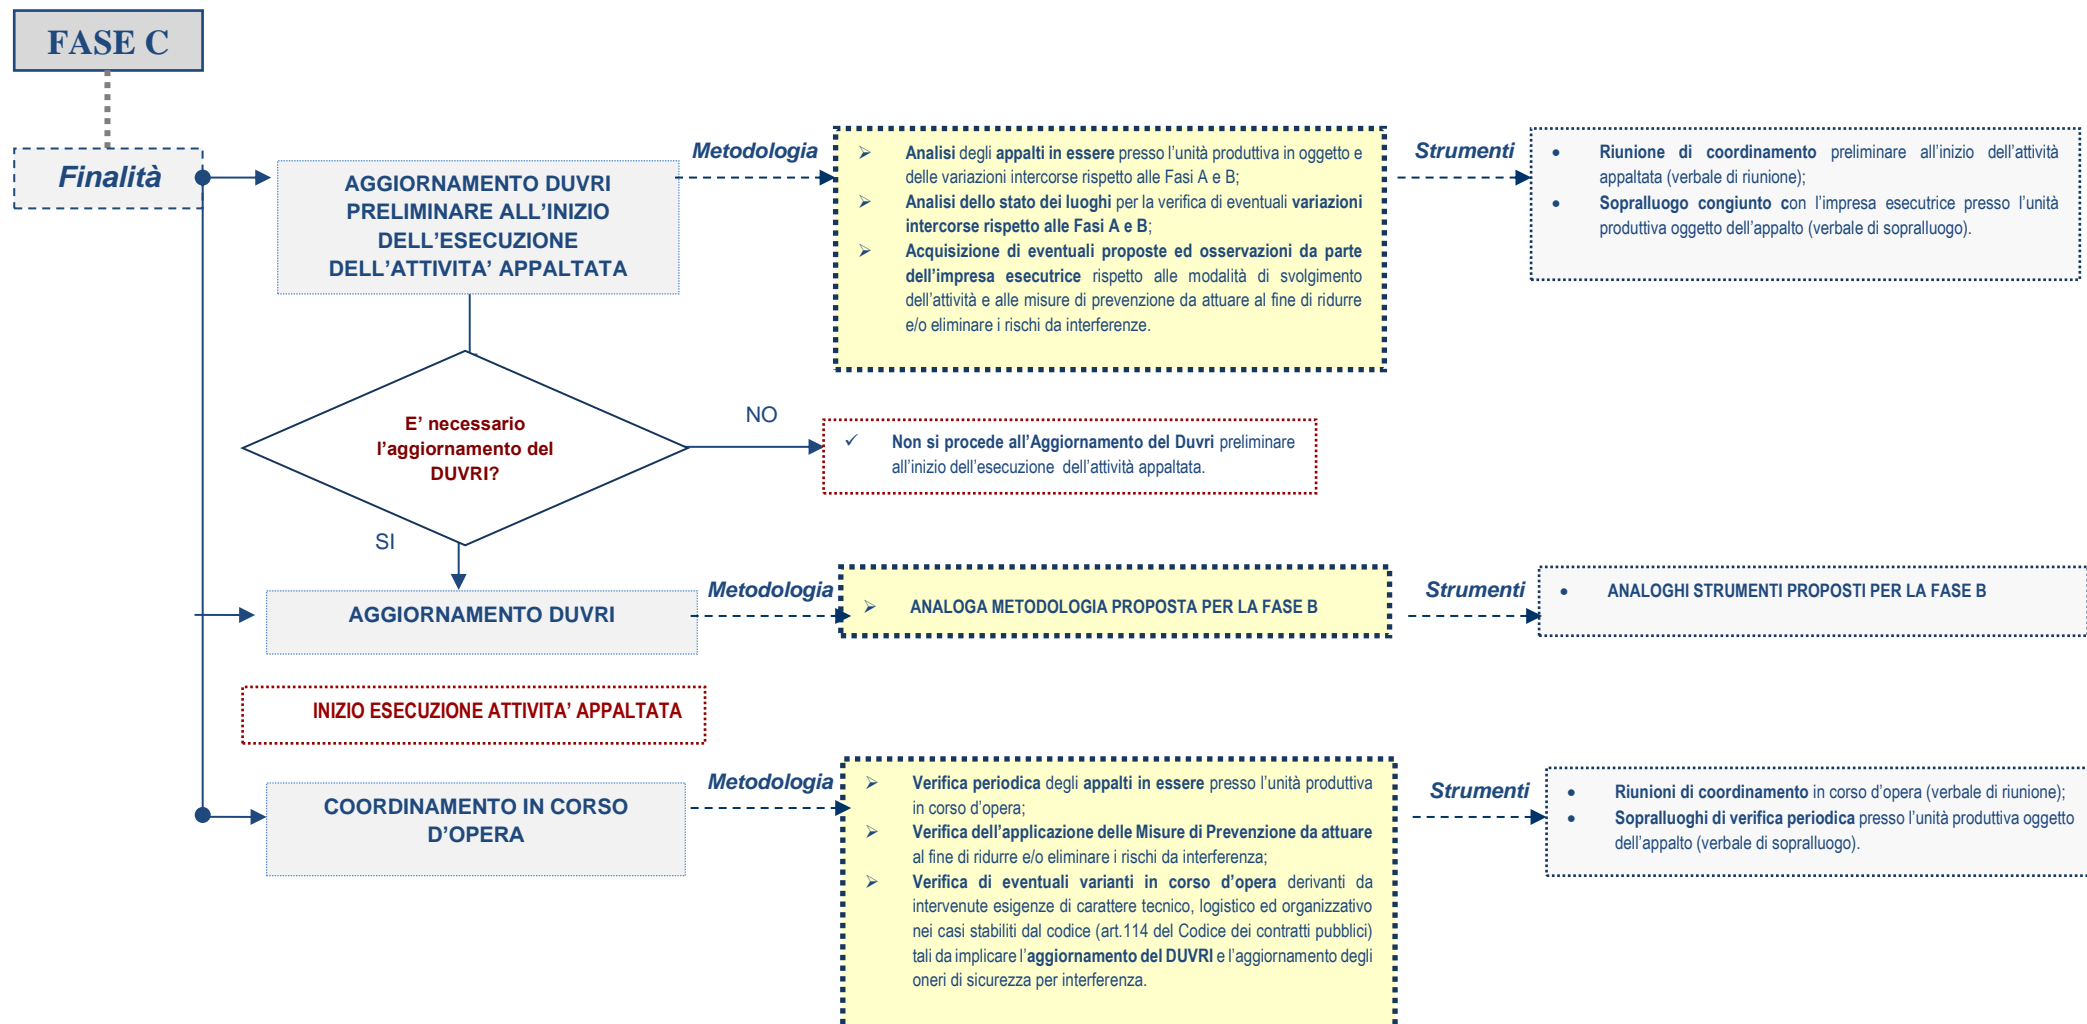 FASE C
Finalità
AGGIORNAMENTO DUVRI
PRELIMINARE ALL’INIZIO
DELL’ESECUZIONE
DELL’ATTIVITA’ APPALTATA
Metodologia
➢ Analisi degli appalti in essere presso l’unità produttiva in oggetto e
delle variazioni intercorse rispetto alle Fasi A e B;
➢ Analisi dello stato dei luoghi per la verifica di eventuali variazioni
intercorse rispetto alle Fasi A e B;
➢ Acquisizione di eventuali proposte ed osservazioni da parte
dell’impresa esecutrice rispetto alle modalità di svolgimento
dell’attività e alle misure di prevenzione da attuare al fine di ridurre
e/o eliminare i rischi da interferenze.
Strumenti
• Riunione di coordinamento preliminare all’inizio dell’attività
appaltata (verbale di riunione);
• Sopralluogo congiunto con l’impresa esecutrice presso l’unità
produttiva oggetto dell’appalto (verbale di sopralluogo).
E’ necessario
l’aggiornamento del
DUVRI?
NO
✓ Non si procede all’Aggiornamento del Duvri preliminare
all’inizio dell’esecuzione dell’attività appaltata.
SI
AGGIORNAMENTO DUVRI
Metodologia
➢ ANALOGA METODOLOGIA PROPOSTA PER LA FASE B
Strumenti
• ANALOGHI STRUMENTI PROPOSTI PER LA FASE B
INIZIO ESECUZIONE ATTIVITA’ APPALTATA
COORDINAMENTO IN CORSO
D’OPERA
Metodologia
➢ Verifica periodica degli appalti in essere presso l’unità produttiva
in corso d’opera;
➢ Verifica dell’applicazione delle Misure di Prevenzione da attuare
al fine di ridurre e/o eliminare i rischi da interferenza;
➢ Verifica di eventuali varianti in corso d’opera derivanti da
intervenute esigenze di carattere tecnico, logistico ed organizzativo
nei casi stabiliti dal codice (art.114 del Codice dei contratti pubblici)
tali da implicare l’aggiornamento del DUVRI e l’aggiornamento degli
oneri di sicurezza per interferenza.
Strumenti
• Riunioni di coordinamento in corso d’opera (verbale di riunione);
• Sopralluoghi di verifica periodica presso l’unità produttiva oggetto
dell’appalto (verbale di sopralluogo).